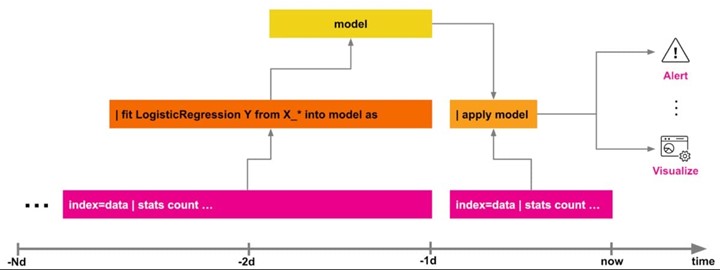 model
| fit LogisticRegression Y from X_* into model as
| apply model
Alert
Visualize
... index=data | stats count …
index=data | stats count …
-Nd
-2d
-1d
now
time